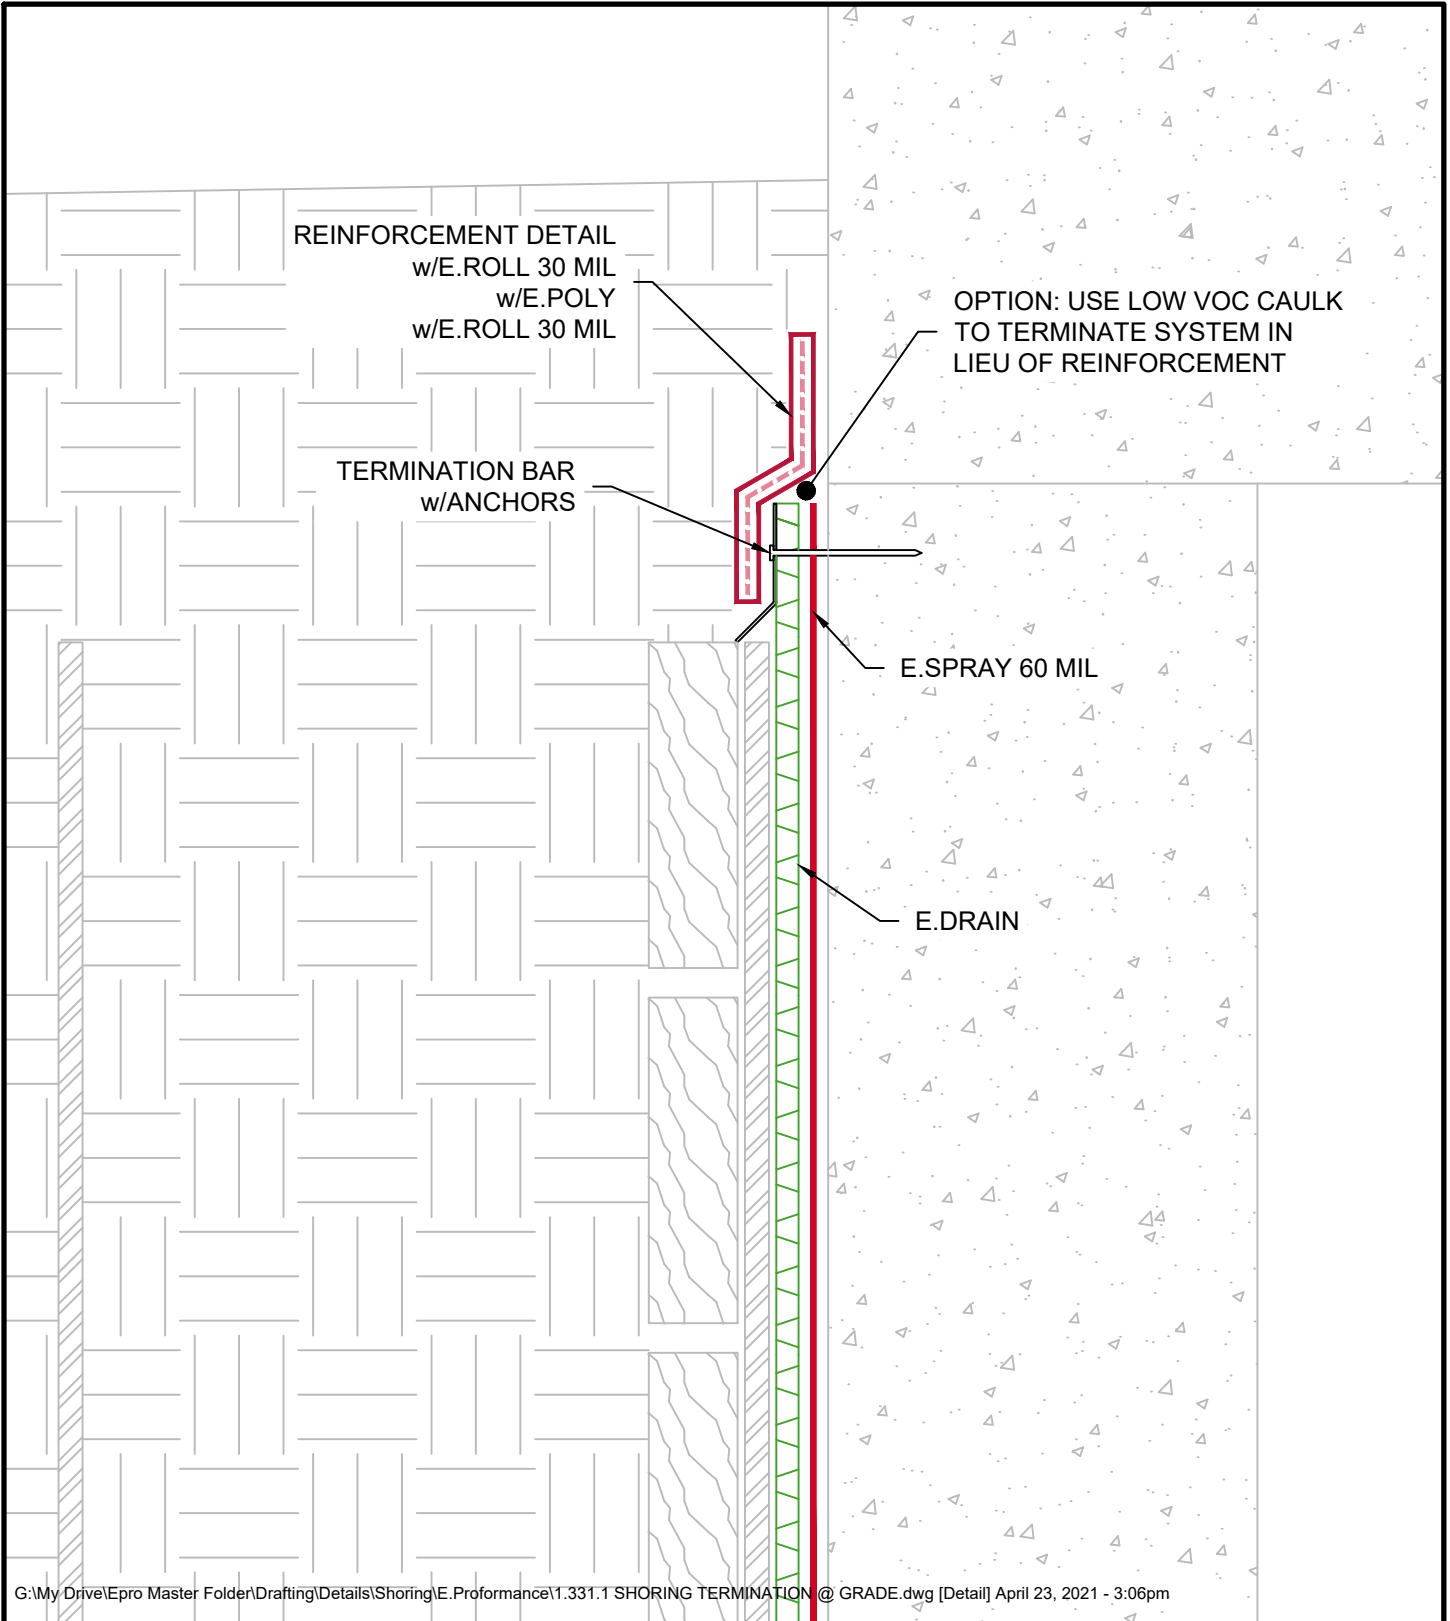 REINFORCEMENT DETAIL
w/E.ROLL 30 MIL
w/E.POLY
w/E.ROLL 30 MIL
OPTION: USE LOW VOC CAULK
TO TERMINATE SYSTEM IN
LIEU OF REINFORCEMENT
TERMINATION BAR
w/ANCHORS
E.SPRAY 60 MIL
E.DRAIN
G:\My Drive\Epro Master Folder\Drafting\Details\Shoring\E.Proformance\1.331.1 SHORING TERMINATION @ GRADE.dwg [Detail] April 23, 2021 - 3:06pm